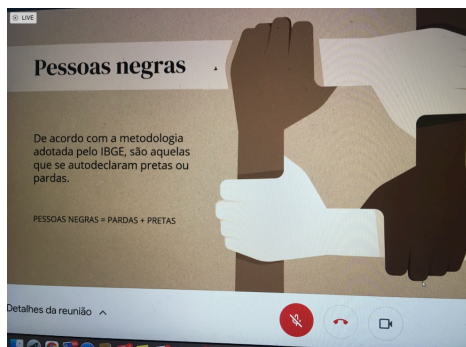 LIVE
Pessoas negras
De acordo com a metodologia
adotada pelo IBGE, são aquelas
que se autodeclaram pretas ou
pardas.
PESSOAS NEGRAS = PARDAS + PRETAS
Detalhes da reunião